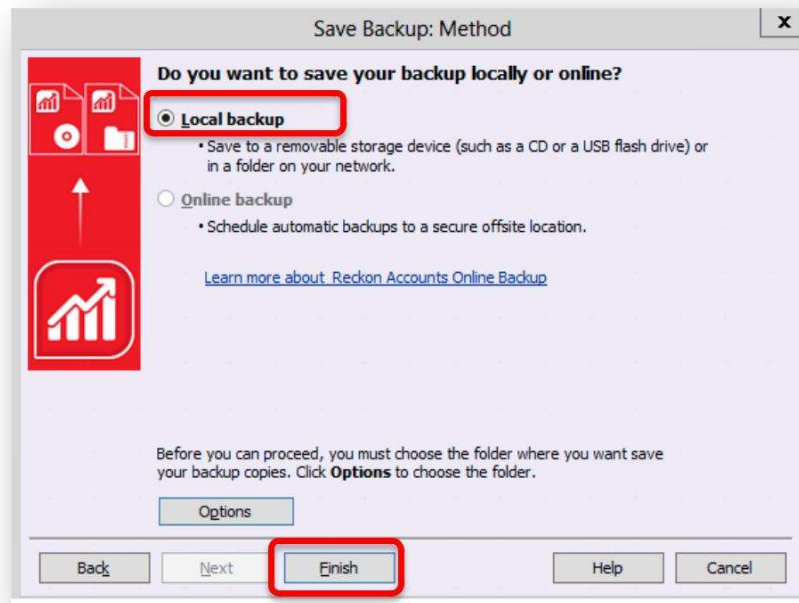 Save Backup: Method
x
Do you want to save your backup locally or online?
Local backup
• Save to a removable storage device (such as a CD or a USB flash drive) or
in a folder on your network.
Online backup
• Schedule automatic backups to a secure offsite location.
Learn more about Reckon Accounts Online Backup
Before you can proceed, you must choose the folder where you want save
your backup copies. Click Options to choose the folder.
Options
Back Next Finish Help Cancel